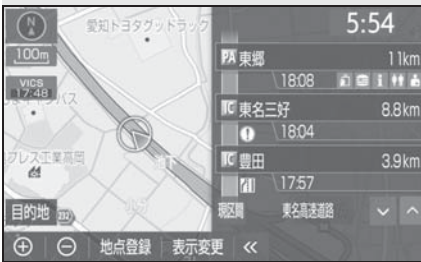 N
5:54
愛知トヨタグッドラック
100m
PA 東郷 11km
18:08
VICS
17:48
IC 東名三好 8.8km
18:04
プレス工業高岡
IC 豊田 3.9km
17:57
目的地
現区間 東名高速道路
地点登録 表示変更 «